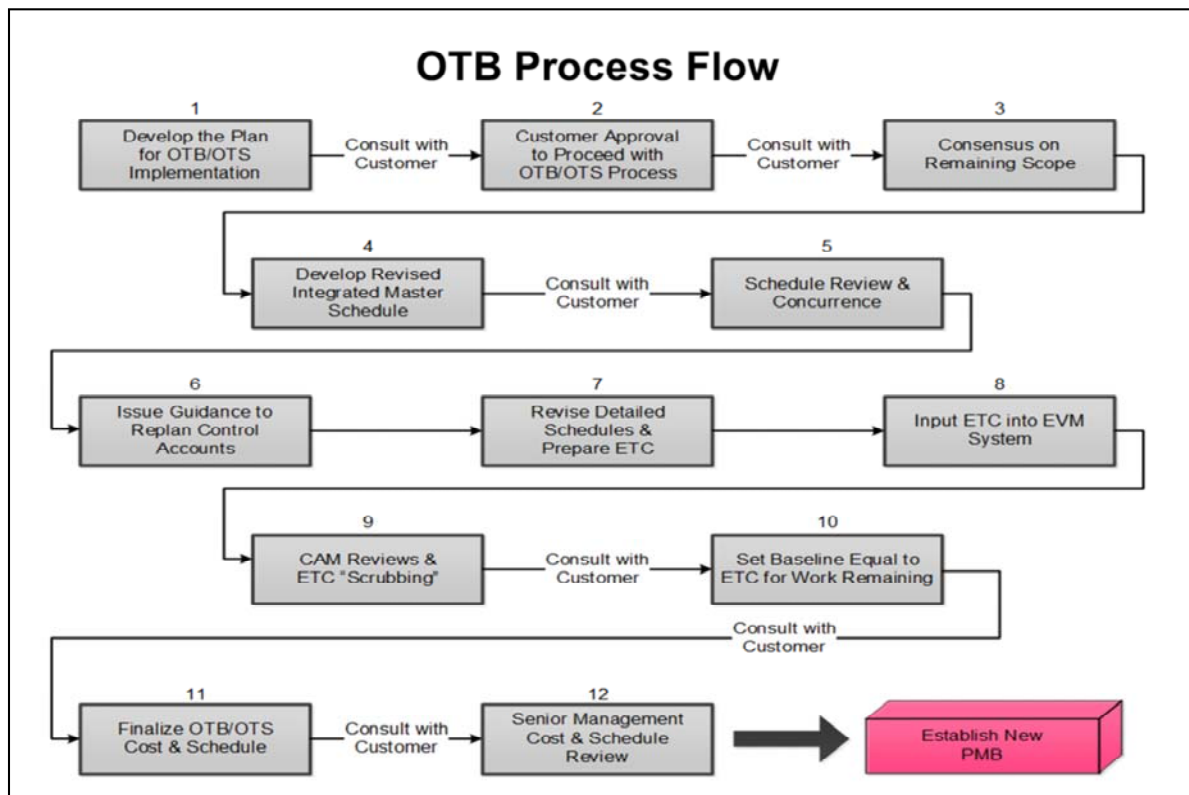 OTB Process Flow
1
Develop the Plan
for OTB/OTS
Implementation
Consult with
Customer
2
Customer Approval
to Proceed with
OTB/OTS Process
Consult with
Customer
3
Consensus on
Remaining Scope
4
Develop Revised
Integrated Master
Schedule
Consult with
Customer
5
Schedule Review &
Concurrence
6
Issue Guidance to
Replan Control
Accounts
7
Revise Detailed
Schedules &
Prepare ETC
8
Input ETC into EVM
System
9
CAM Reviews &
ETC "Scrubbing"
Consult with
Customer
10
Set Baseline Equal to
ETC for Work Remaining
Consult with
Customer
11
Finalize OTB/OTS
Cost & Schedule
Consult with
Customer
12
Senior Management
Cost & Schedule
Review
Establish New
PMB